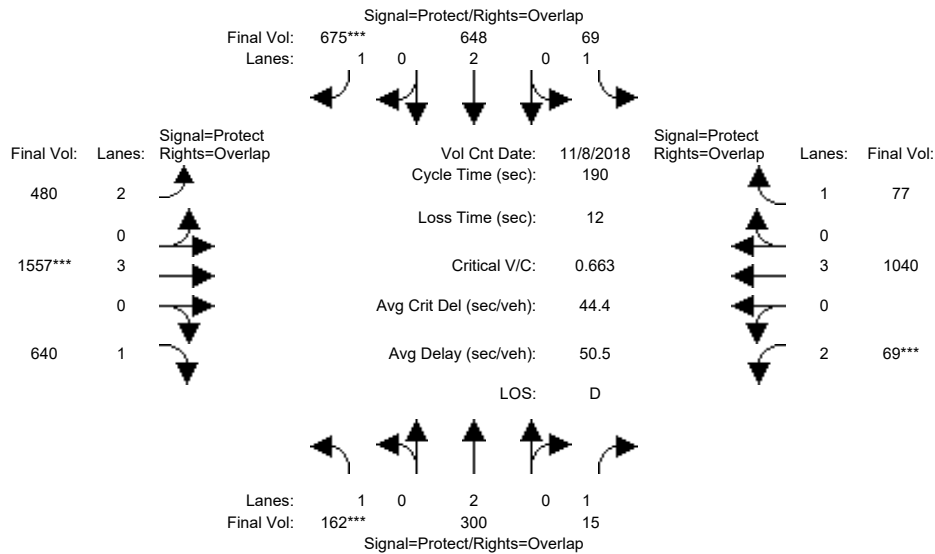 Signal=Protect/Rights=Overlap
Final Vol: 675*** 648 69
Lanes: 1 0 2 0 1
Signal=Protect
Final Vol: Lanes: Rights=Overlap
Vol Cnt Date: 11/8/2018
Signal=Protect
Rights=Overlap Lanes: Final Vol:
Cycle Time (sec): 190
480 2
1 77
Loss Time (sec): 12
0
0
1557*** 3
Critical V/C: 0.663
3 1040
0
Avg Crit Del (sec/veh): 44.4
0
640 1
Avg Delay (sec/veh): 50.5
2 69***
LOS: D
Lanes: 1 0 2 0 1
Final Vol: 162*** 300 15
Signal=Protect/Rights=Overlap